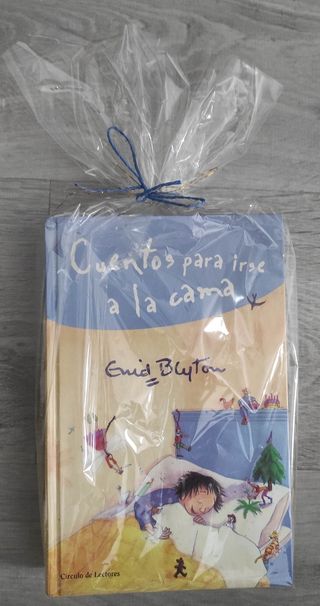 Cuentos para irse
a la cama
Enid Blyton
Círculo de Lectores